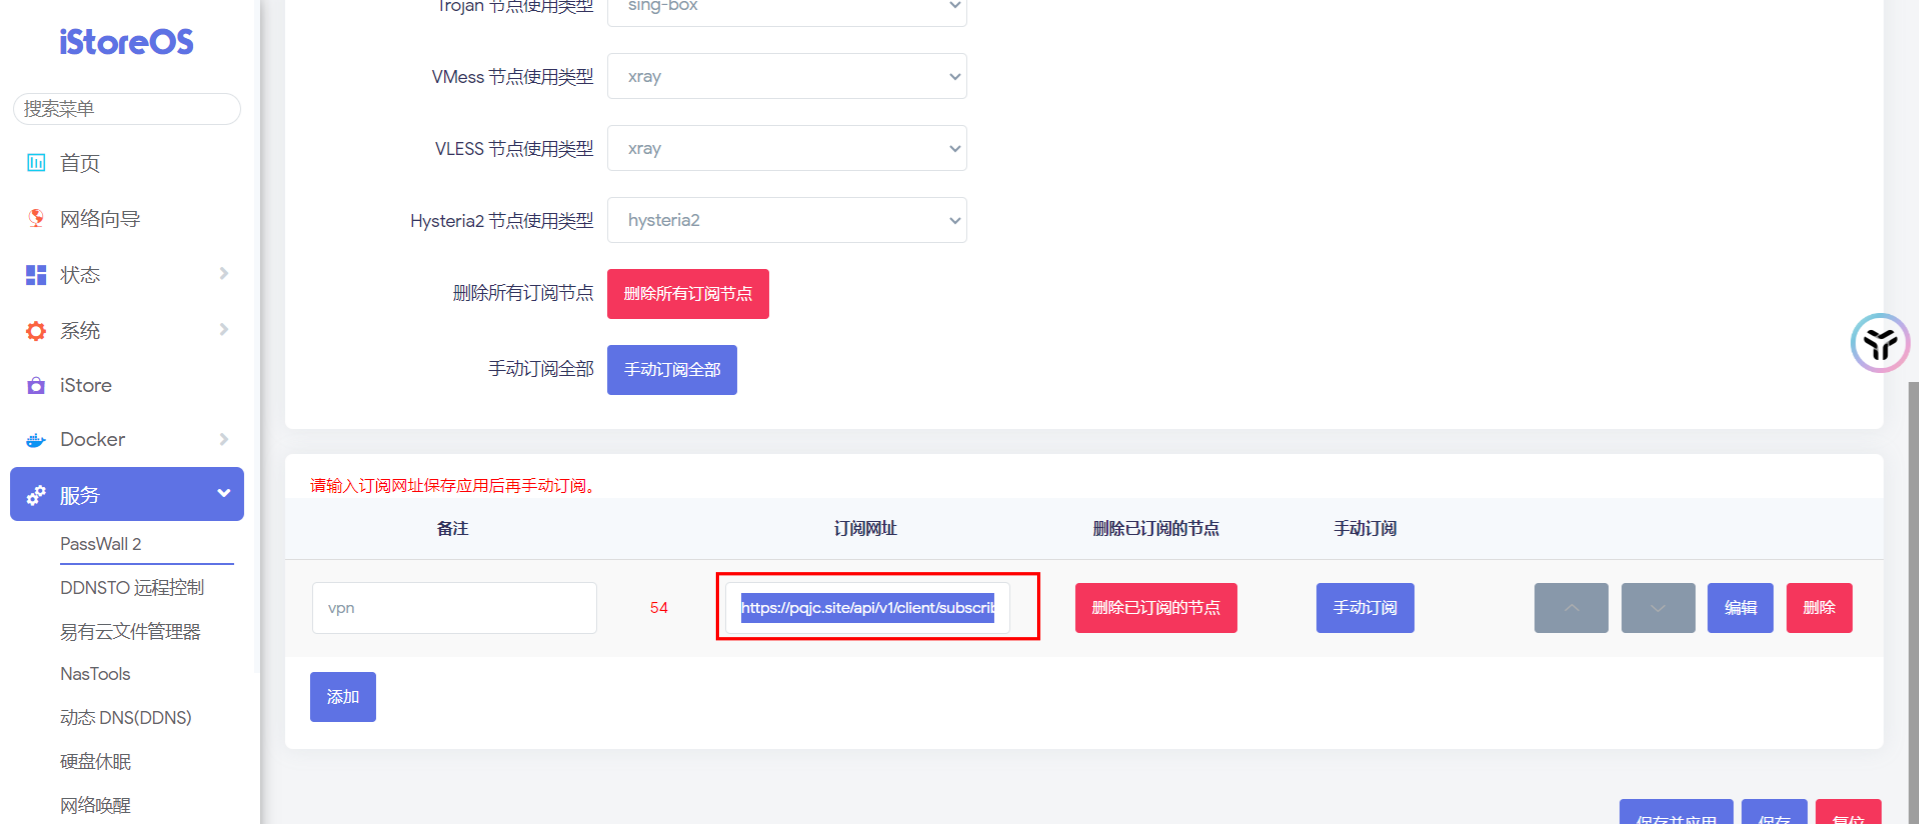 iStoreOS
搜索菜单
首页
网络向导
状态
系统
iStore
Docker
服务
PassWall 2
DDNSTO 远程控制
易有云文件管理器
NasTools
动态 DNS(DDNS)
硬盘休眠
网络唤醒
Trojan 节点使用类型 sing-box
VMess 节点使用类型 xray
VLESS 节点使用类型 xray
Hysteria2 节点使用类型 hysteria2
删除所有订阅节点 删除所有订阅节点
手动订阅全部 手动订阅全部
请输入订阅网址保存应用后再手动订阅。
备注 订阅网址 删除已订阅的节点 手动订阅
vpn 54 https://pqjc.site/api/v1/client/subscrib 删除已订阅的节点 手动订阅 编辑 删除
添加
保存并应用 保存 复位